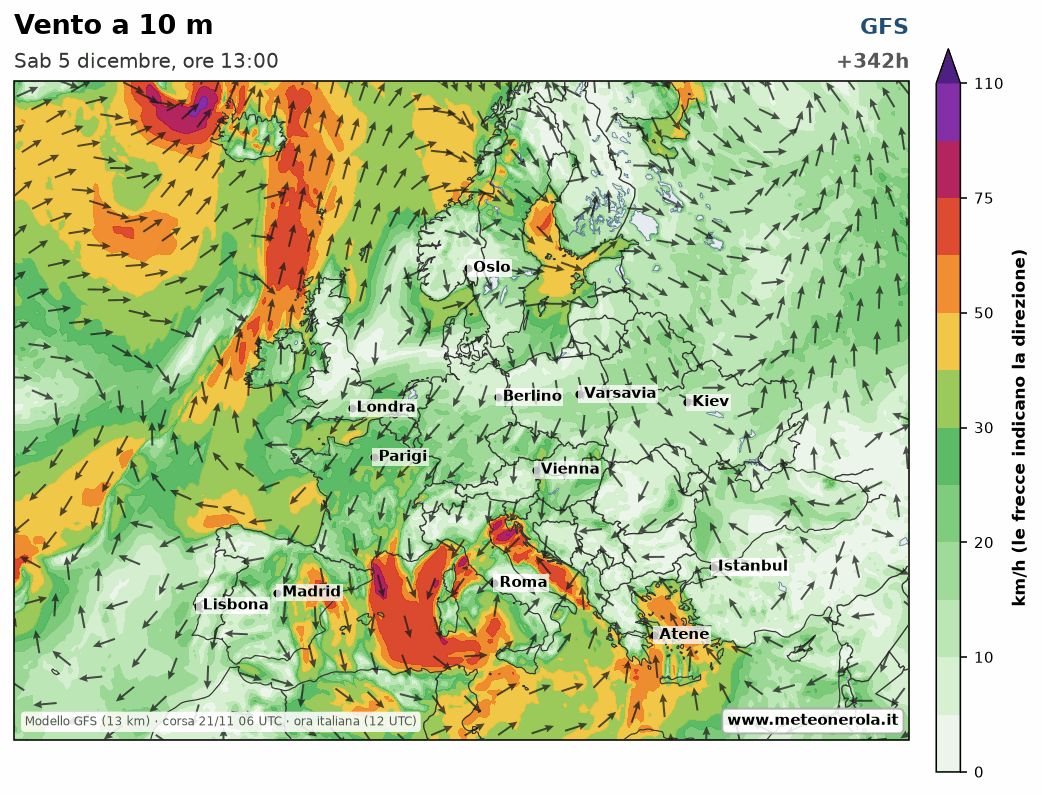 Vento a 10 m
GFS
Sab 5 dicembre, ore 13:00
+342h
Oslo
Londra
Berlino
Varsavia
Kiev
Parigi
Vienna
Istanbul
Roma
Madrid
Lisbona
Atene
Modello GFS (13 km) · corsa 21/11 06 UTC · ora italiana (12 UTC)
www.meteonerola.it
110
75
50
30
20
10
0
km/h (le frecce indicano la direzione)